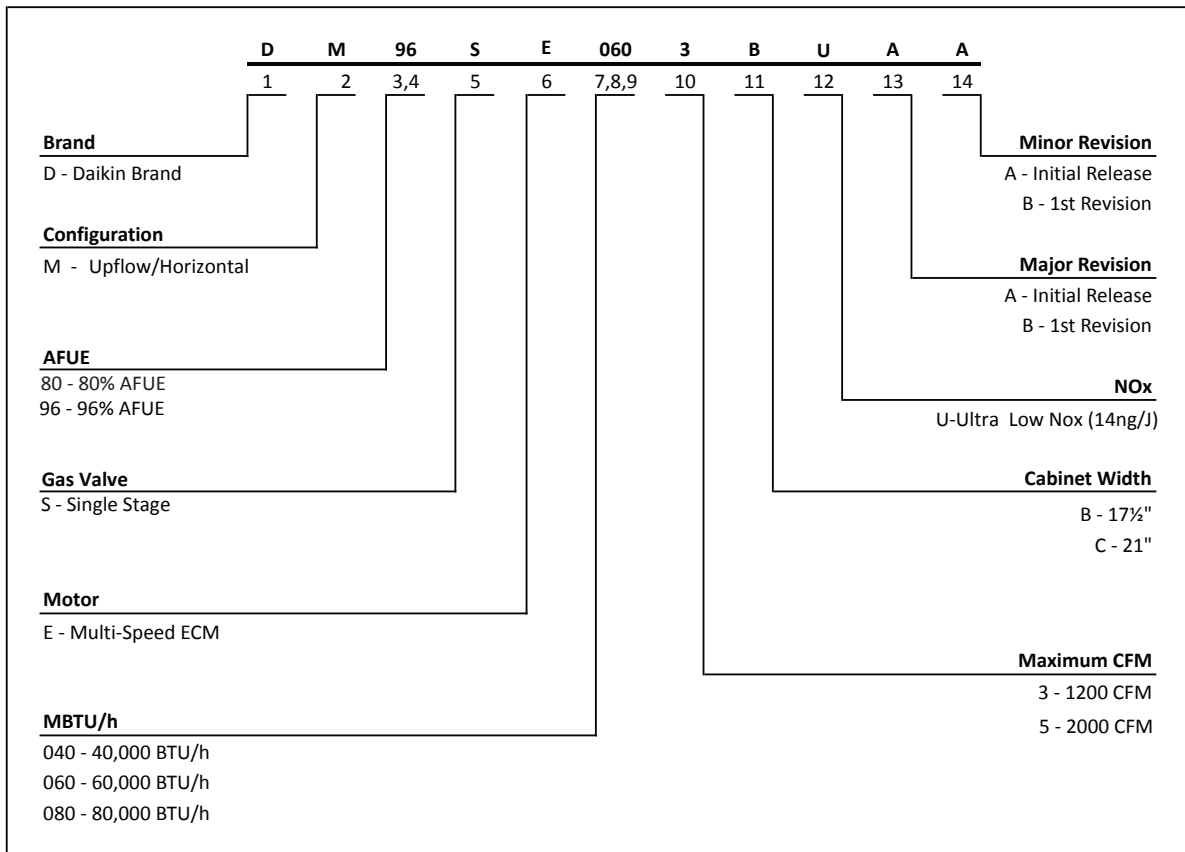 D M 96 S E 060 3 B U A A
1 2 3,4 5 6 7,8,9 10 11 12 13 14
Brand
D - Daikin Brand
Configuration
M - Upflow/Horizontal
AFUE
80 - 80% AFUE
96 - 96% AFUE
Gas Valve
S - Single Stage
Motor
E - Multi-Speed ECM
MBTU/h
040 - 40,000 BTU/h
060 - 60,000 BTU/h
080 - 80,000 BTU/h
Minor Revision
A - Initial Release
B - 1st Revision
Major Revision
A - Initial Release
B - 1st Revision
NOx
U-Ultra Low Nox (14ng/J)
Cabinet Width
B - 17½"
C - 21"
Maximum CFM
3 - 1200 CFM
5 - 2000 CFM